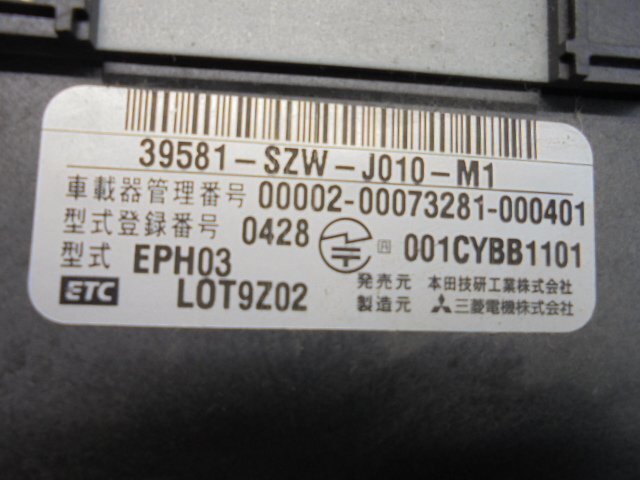 39581-SZW-J010-M1
車載器管理番号 00002-00073281-000401
型式登録番号 0428 四 001CYBB1101
型式 EPH03
ETC LOT9Z02
発売元 本田技研工業株式会社
製造元 三菱電機株式会社